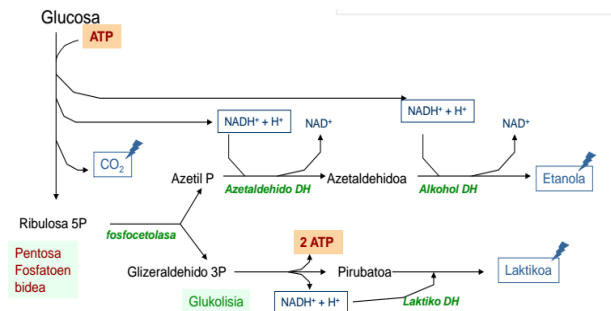 Glucosa
ATP
NADH⁺ + H⁺
NAD⁺
NADH⁺ + H⁺
NAD⁺
CO₂
Azetil P
Azetaldehido DH
Azetaldehidoa
Alkohol DH
Etanola
Ribulosa 5P
fosfocetolasa
2 ATP
Pentosa
Fosfatoen
bidea
Glizeraldehido 3P
Pirubatoa
Laktikoa
Glukolisia
NADH⁺ + H⁺
Laktiko DH